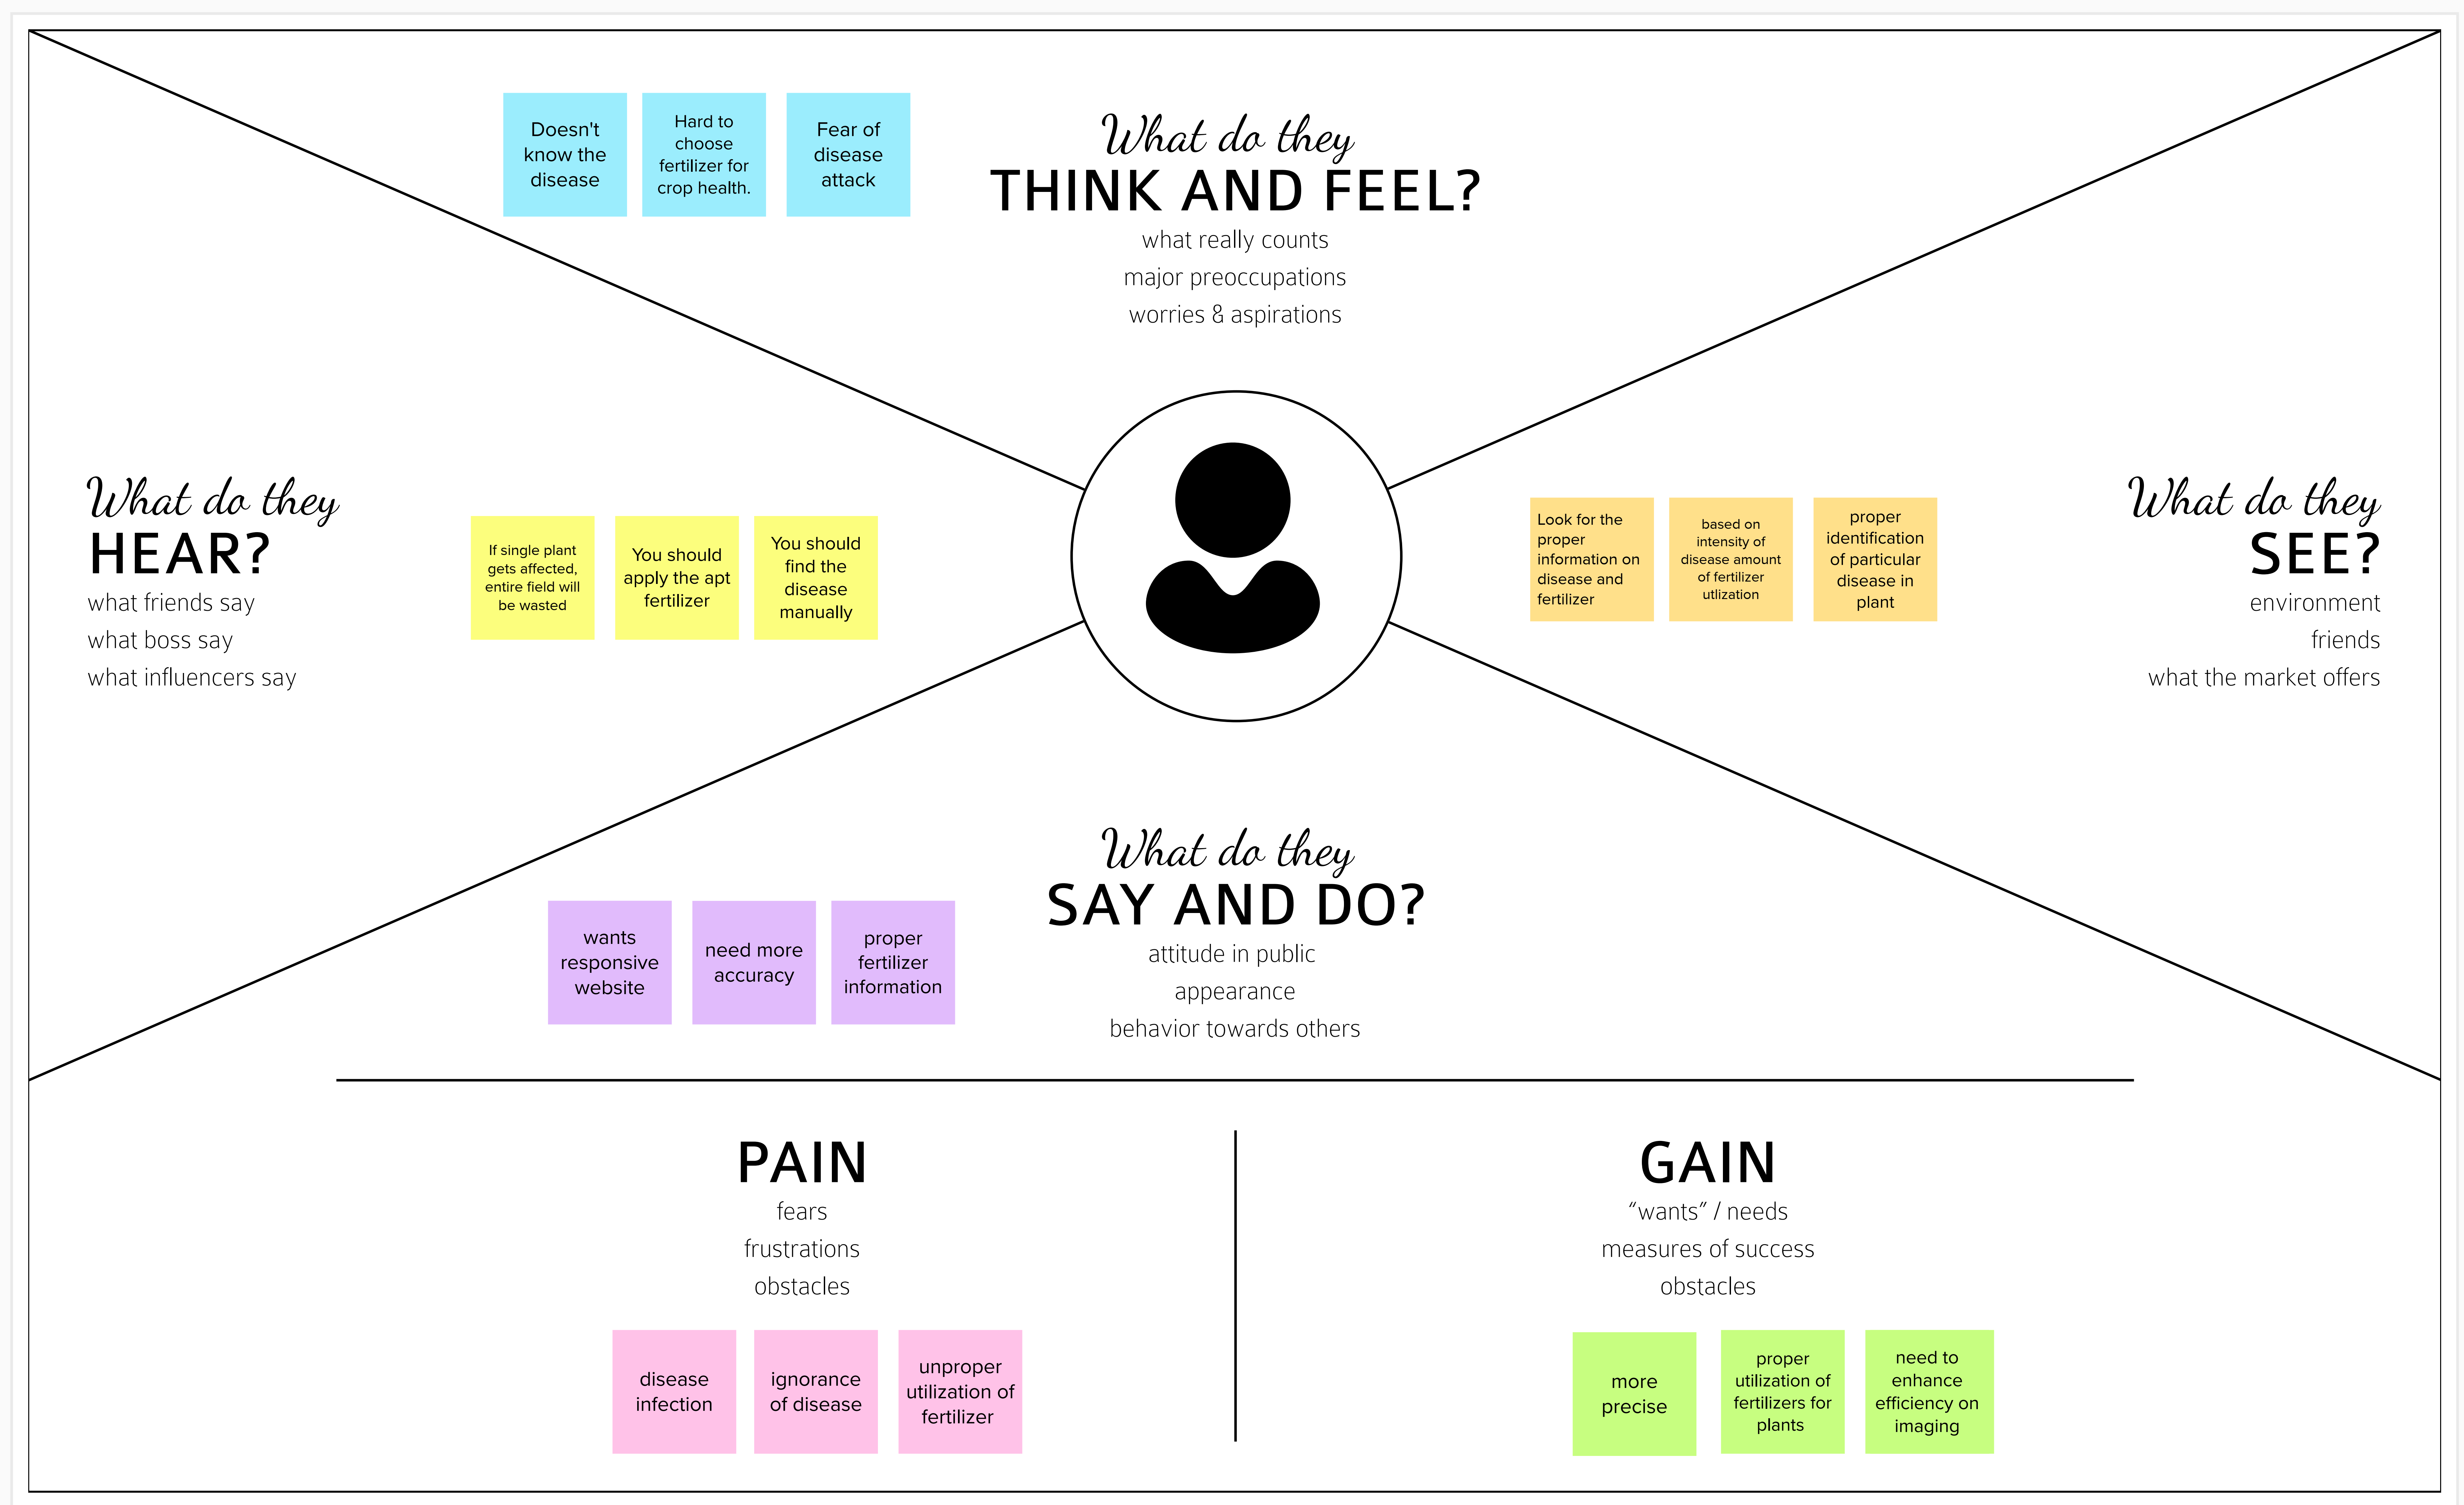 Doesn't
know the
disease
Hard to
choose
fertilizer for
crop health.
Fear of
disease
attack
What do they
THINK AND FEEL?
what really counts
major preoccupations
worries & aspirations
What do they
HEAR?
what friends say
what boss say
what influencers say
If single plant
gets affected,
entire field will
be wasted
You should
apply the apt
fertilizer
You should
find the
disease
manually
Look for the
proper
information on
disease and
fertilizer
based on
intensity of
disease amount
of fertilizer
utlization
proper
identification
of particular
disease in
plant
What do they
SEE?
environment
friends
what the market offers
wants
responsive
website
need more
accuracy
proper
fertilizer
information
What do they
SAY AND DO?
attitude in public
appearance
behavior towards others
PAIN
fears
frustrations
obstacles
disease
infection
ignorance
of disease
unproper
utilization of
fertilizer
GAIN
“wants” / needs
measures of success
obstacles
more
precise
proper
utilization of
fertilizers for
plants
need to
enhance
efficiency on
imaging